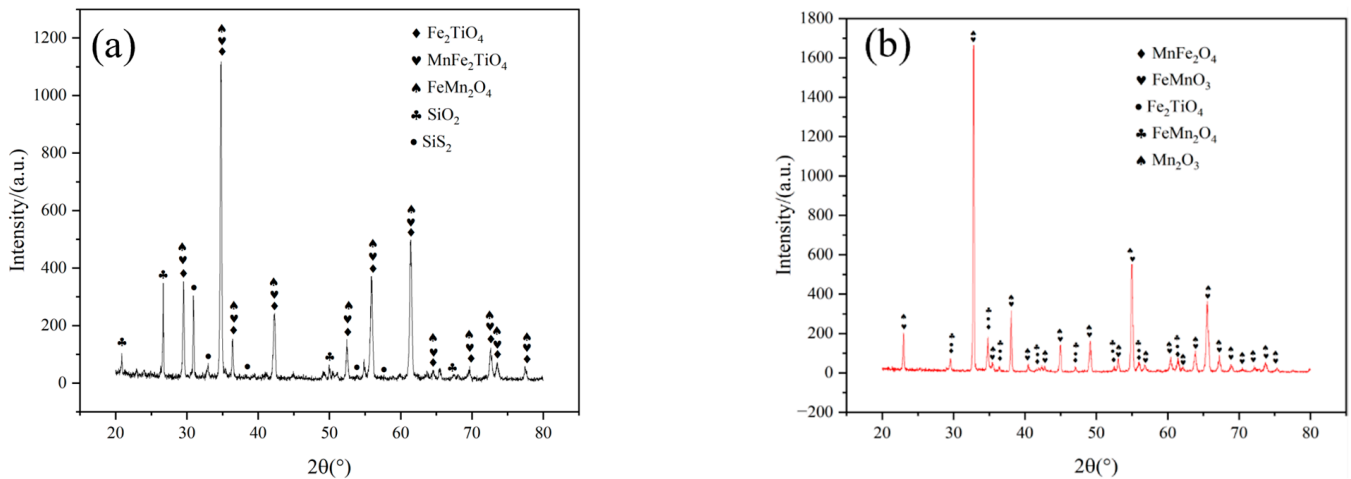 (a)
♦ Fe₂TiO₄
♥ MnFe₂TiO₄
♠ FeMn₂O₄
♣ SiO₂
● SiS₂
1200
1000
800
600
400
200
0
Intensity/(a.u.)
20 30 40 50 60 70 80
2θ(°)
(b)
♦ MnFe₂O₄
♥ FeMnO₃
● Fe₂TiO₄
♣ FeMn₂O₄
♠ Mn₂O₃
1800
1600
1400
1200
1000
800
600
400
200
0
−200
Intensity/(a.u.)
20 30 40 50 60 70 80
2θ(°)